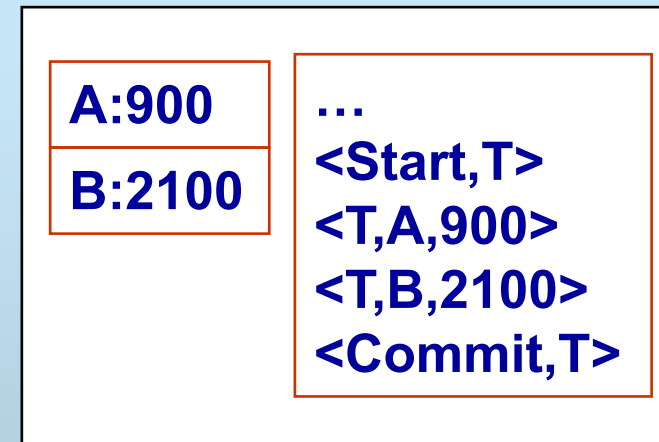 A:900
B:2100
…
<Start,T>
<T,A,900>
<T,B,2100>
<Commit,T>